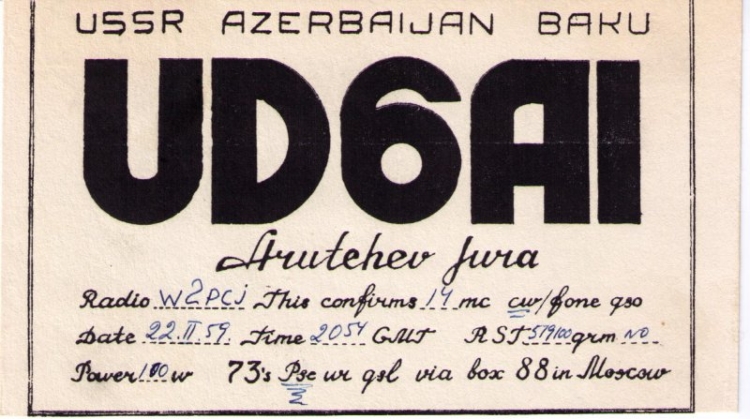 USSR AZERBAIJAN BAKU
UD6AI
Arutchev Jura
Radio W2PCJ This confirms 14 mc cw/fone qso
Date 22.II.59. Time 2054 GMT RST 579 qrm NO
Power 100 w 73's Pse ur qsl via box 88 in Moscow